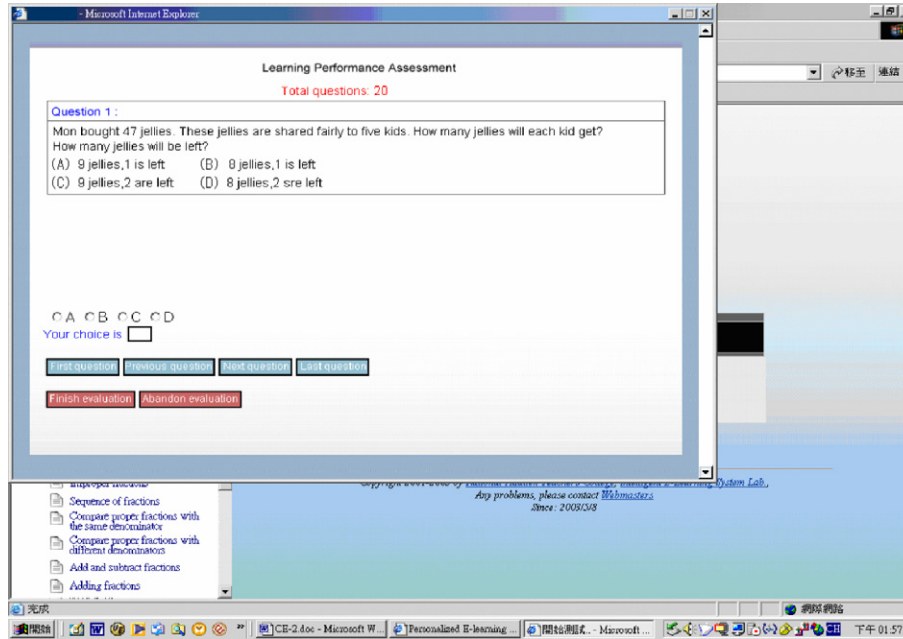 - Microsoft Internet Explorer
Learning Performance Assessment
Total questions: 20
Question 1 :
Mon bought 47 jellies. These jellies are shared fairly to five kids. How many jellies will each kid get?
How many jellies will be left?
(A) 9 jellies,1 is left (B) 8 jellies,1 is left
(C) 9 jellies,2 are left (D) 8 jellies,2 sre left
A B C D
Your choice is
First question Previous question Next question Last question
Finish evaluation Abandon evaluation
移至 連結
Improper fractions
Sequence of fractions
Compare proper fractions with
the same denominator
Compare proper fractions with
different denominators
Add and subtract fractions
Adding fractions
System Lab.,
Any problems, please contact Webmasters
Since : 2003/5/8
完成
網際網路
開始 CE-2.doc - Microsoft W... Personalized E-learning ... 開始測試... - Microsoft ... CH 下午 01:57